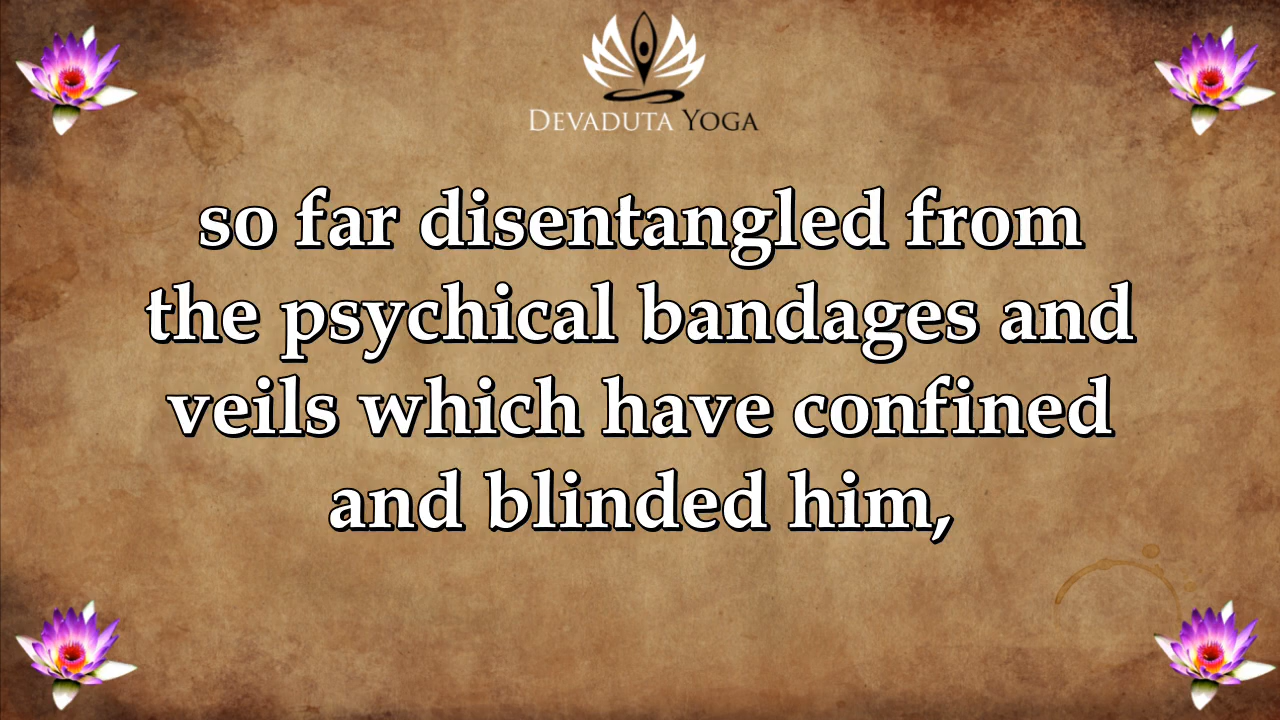 DEVADUTA YOGA
so far disentangled from
the psychical bandages and
veils which have confined
and blinded him,